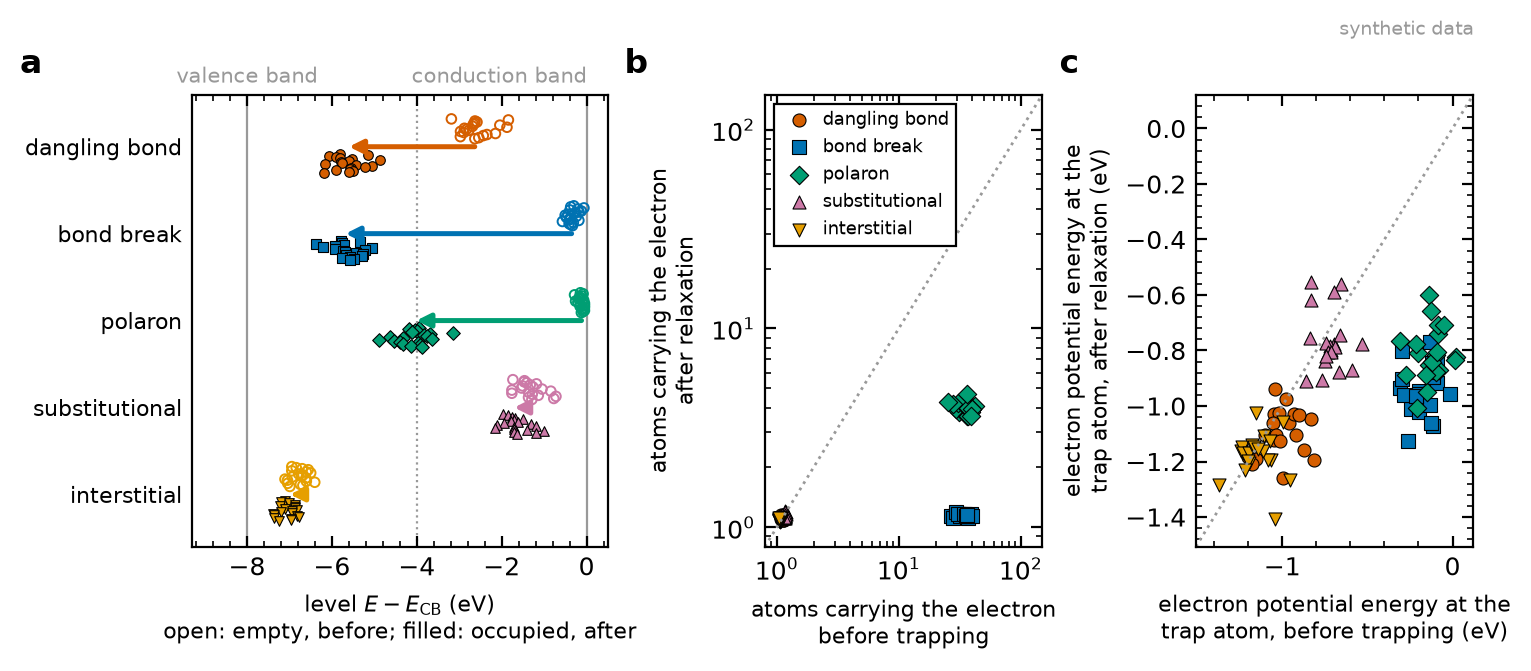 synthetic data
a
valence band
conduction band
dangling bond
bond break
polaron
substitutional
interstitial
−8
−6
−4
−2
0
level E − E_CB (eV)
open: empty, before; filled: occupied, after
b
atoms carrying the electron
after relaxation
10^2
10^1
10^0
dangling bond
bond break
polaron
substitutional
interstitial
10^0
10^1
10^2
atoms carrying the electron
before trapping
c
electron potential energy at the
trap atom, after relaxation (eV)
0.0
−0.2
−0.4
−0.6
−0.8
−1.0
−1.2
−1.4
−1
0
electron potential energy at the
trap atom, before trapping (eV)